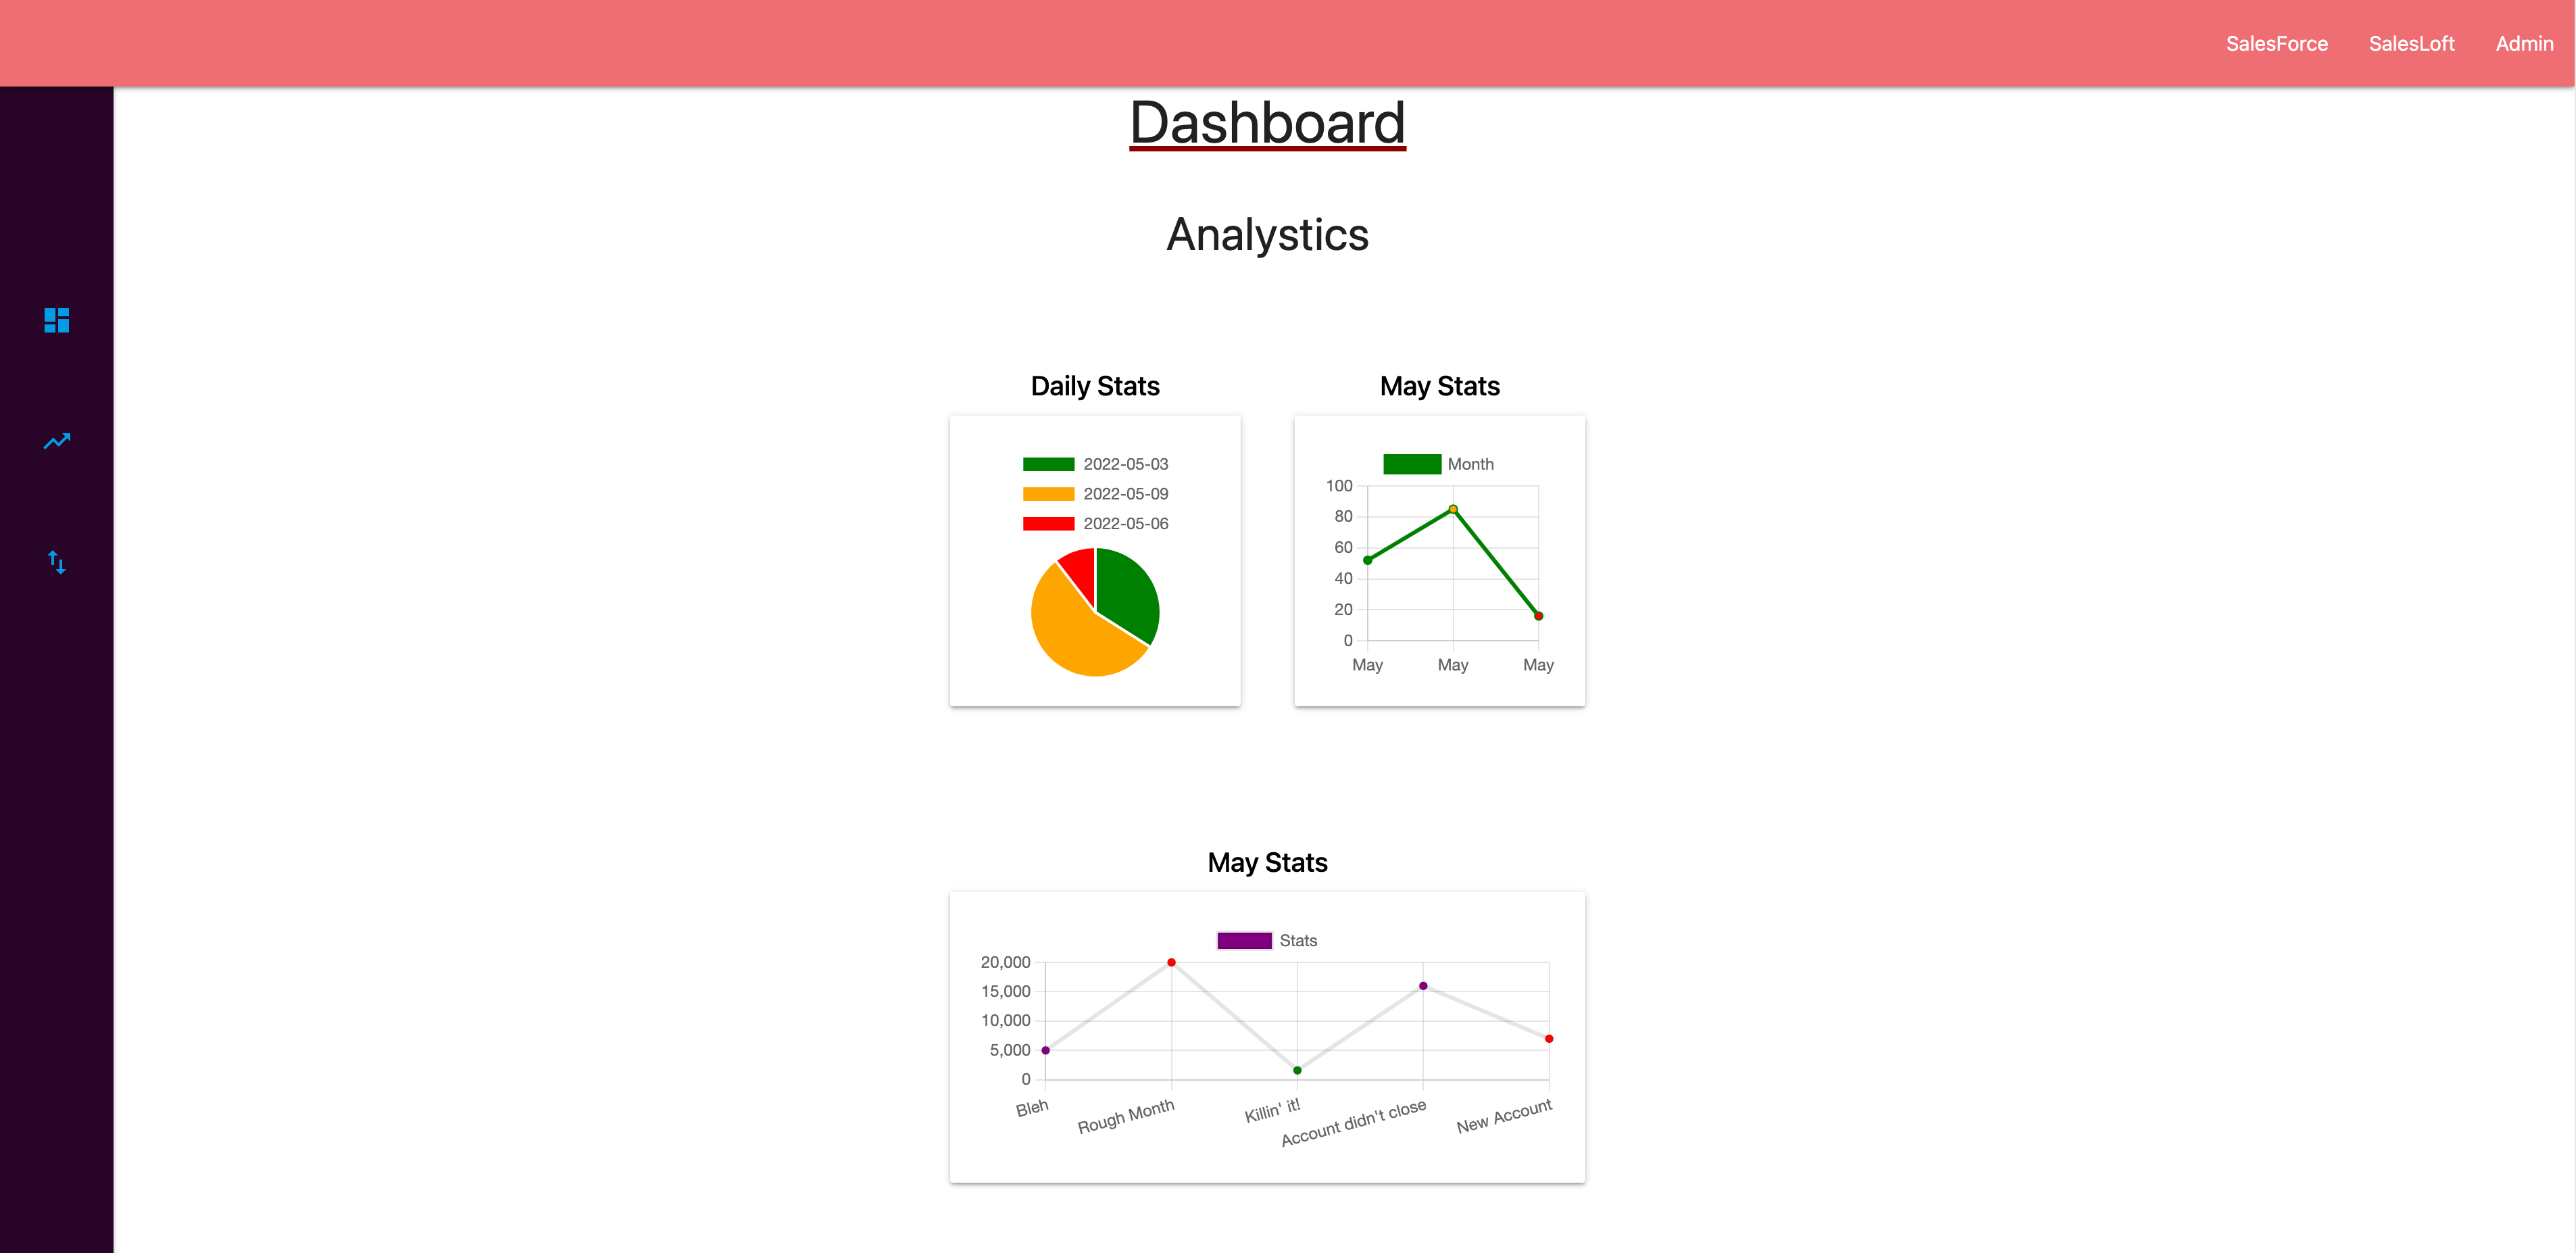 SalesForce SalesLoft Admin
Dashboard
Analystics
Daily Stats
2022-05-03
2022-05-09
2022-05-06
May Stats
Month
100
80
60
40
20
0
May May May
May Stats
Stats
20,000
15,000
10,000
5,000
0
Bleh
Rough Month
Killin' it!
Account didn't close
New Account